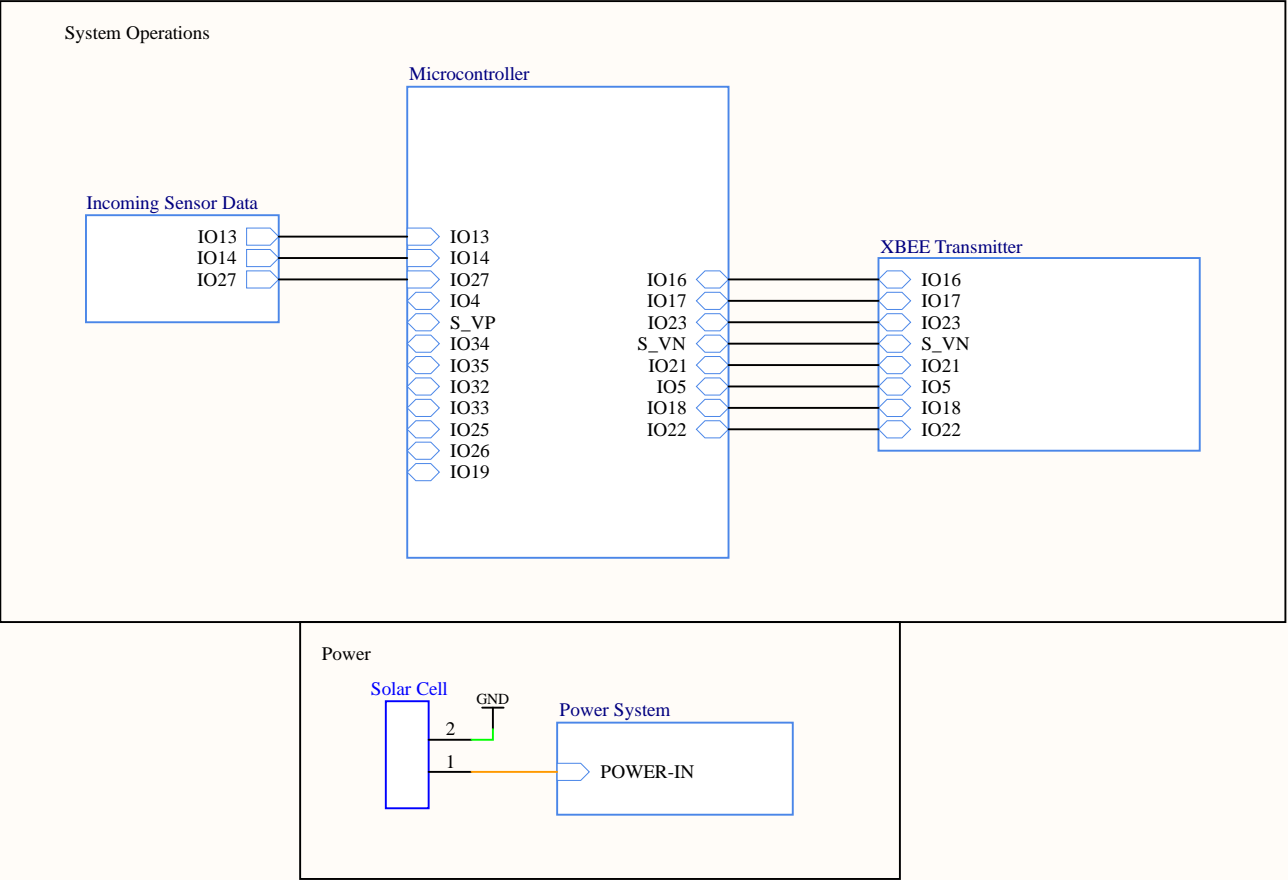 System Operations
Microcontroller
Incoming Sensor Data
IO13
IO14
IO27
IO13
IO14
IO27
IO4
S_VP
IO34
IO35
IO32
IO33
IO25
IO26
IO19
IO16
IO17
IO23
S_VN
IO21
IO5
IO18
IO22
XBEE Transmitter
IO16
IO17
IO23
S_VN
IO21
IO5
IO18
IO22
Power
Solar Cell
GND
2
1
Power System
POWER-IN